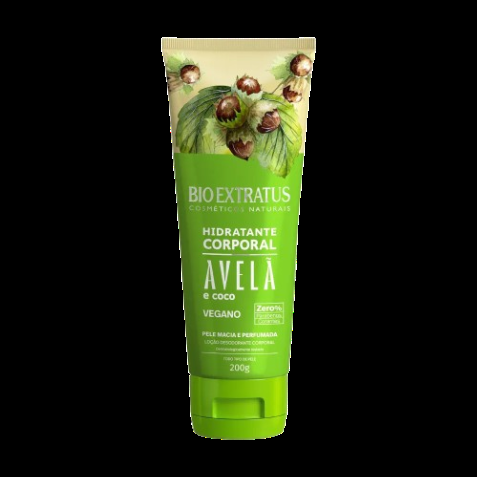 BIO EXTRATUS
COSMÉTICOS NATURAIS
HIDRATANTE
CORPORAL
AVELÃ
e coco
VEGANO
Zero%
PELE MACIA E PERFUMADA
LOÇÃO DESODORANTE CORPORAL
200g